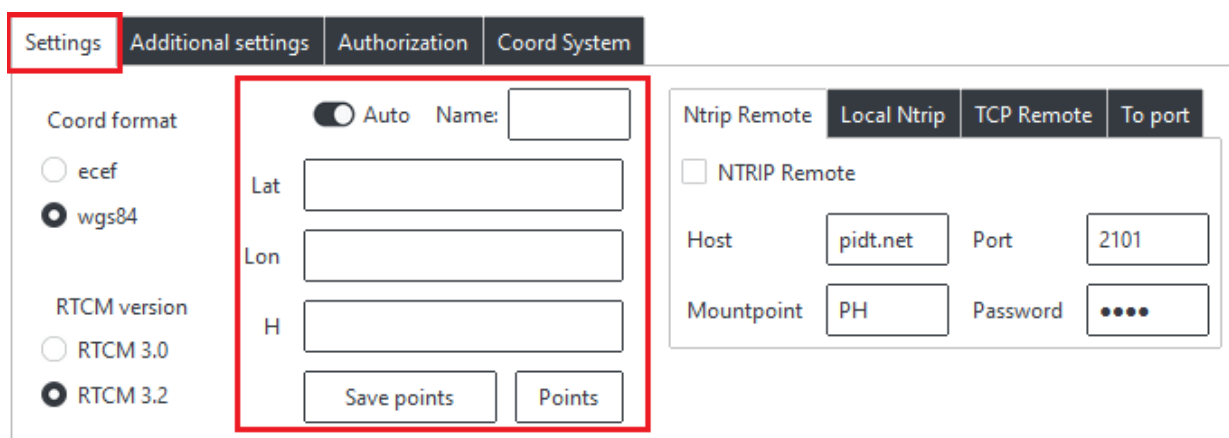 Settings
Additional settings
Authorization
Coord System
Coord format
ecef
wgs84
RTCM version
RTCM 3.0
RTCM 3.2
Auto
Name:
Lat
Lon
H
Save points
Points
Ntrip Remote
Local Ntrip
TCP Remote
To port
NTRIP Remote
Host
pidt.net
Port
2101
Mountpoint
PH
Password
●●●●